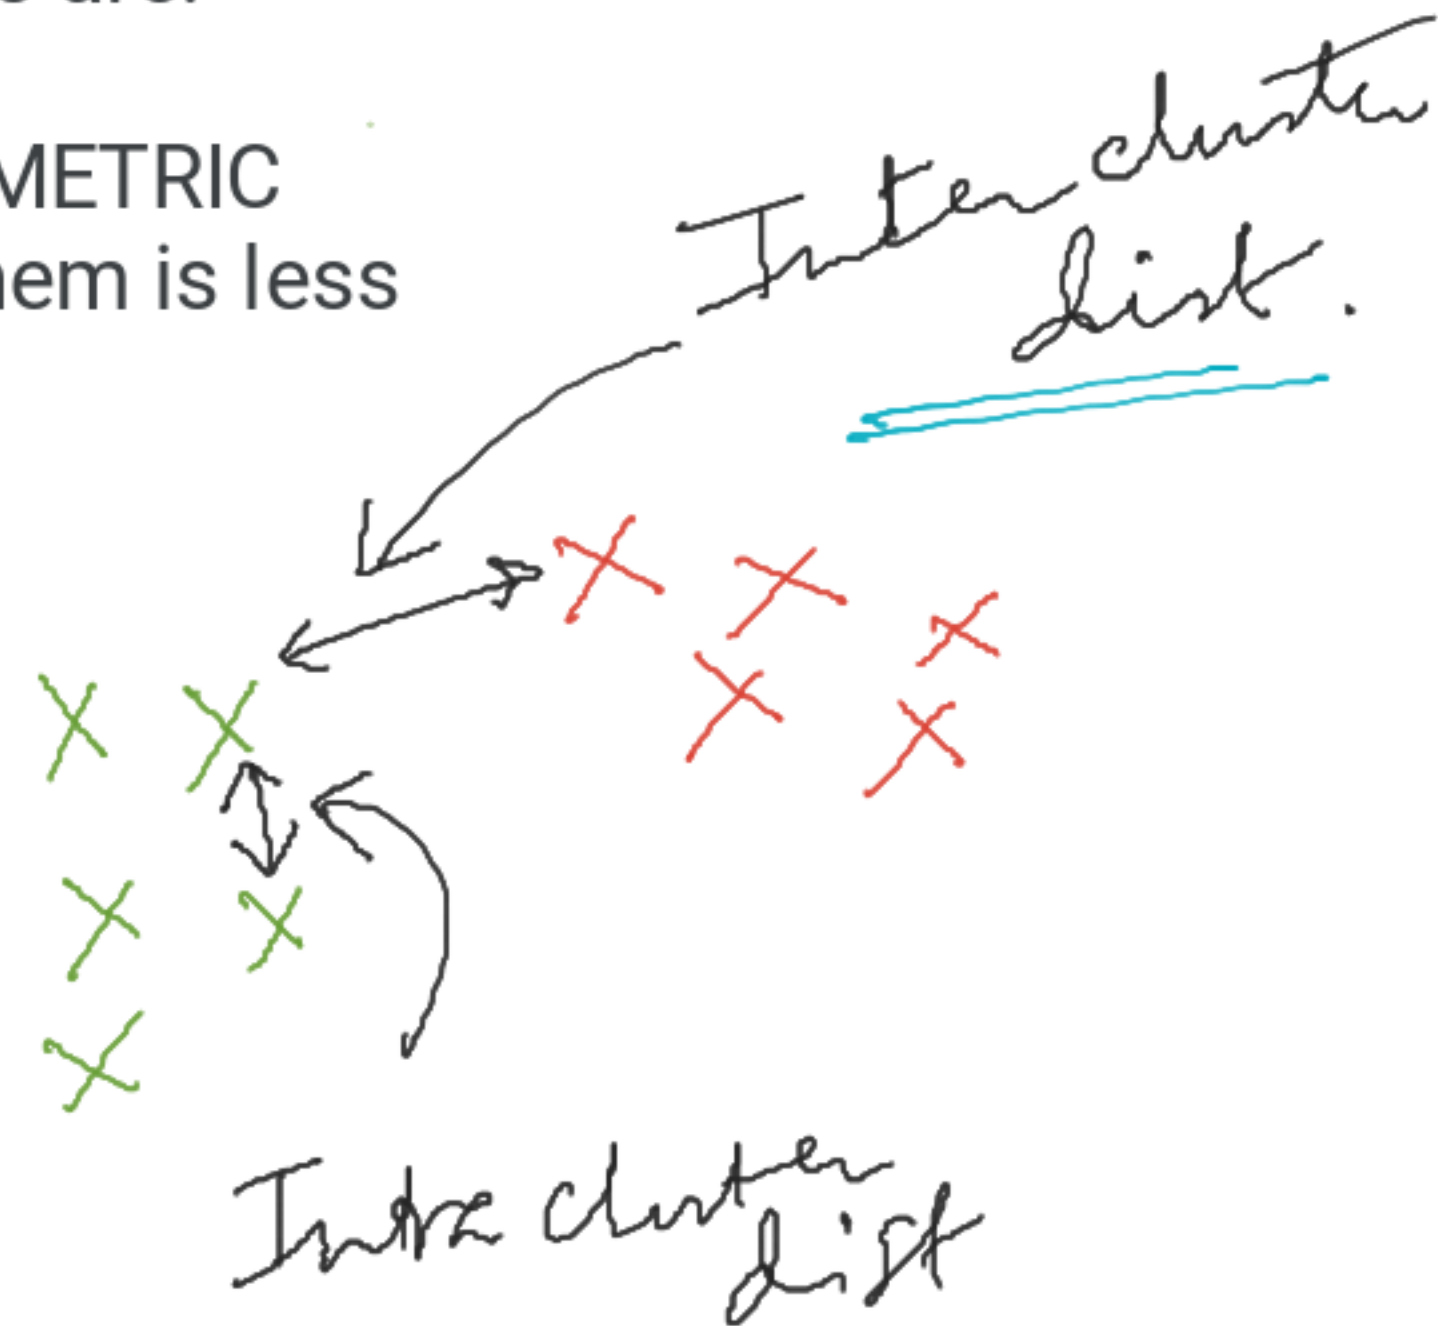 METRIC
hem is less
Inter cluster
dist.
Intra cluster
dist